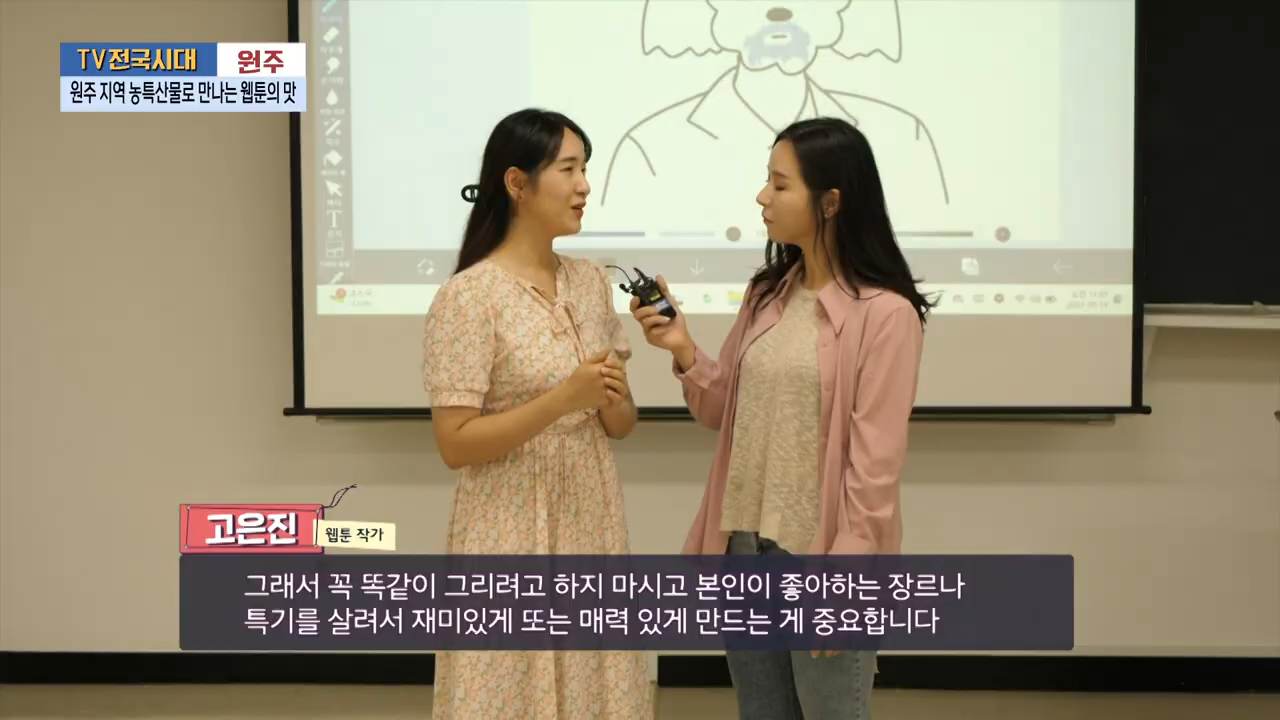 TV전국시대 원주
원주 지역 농특산물로 만나는 웹툰의 맛
고은진 웹툰 작가
그래서 꼭 똑같이 그리려고 하지 마시고 본인이 좋아하는 장르나
특기를 살려서 재미있게 또는 매력 있게 만드는 게 중요합니다